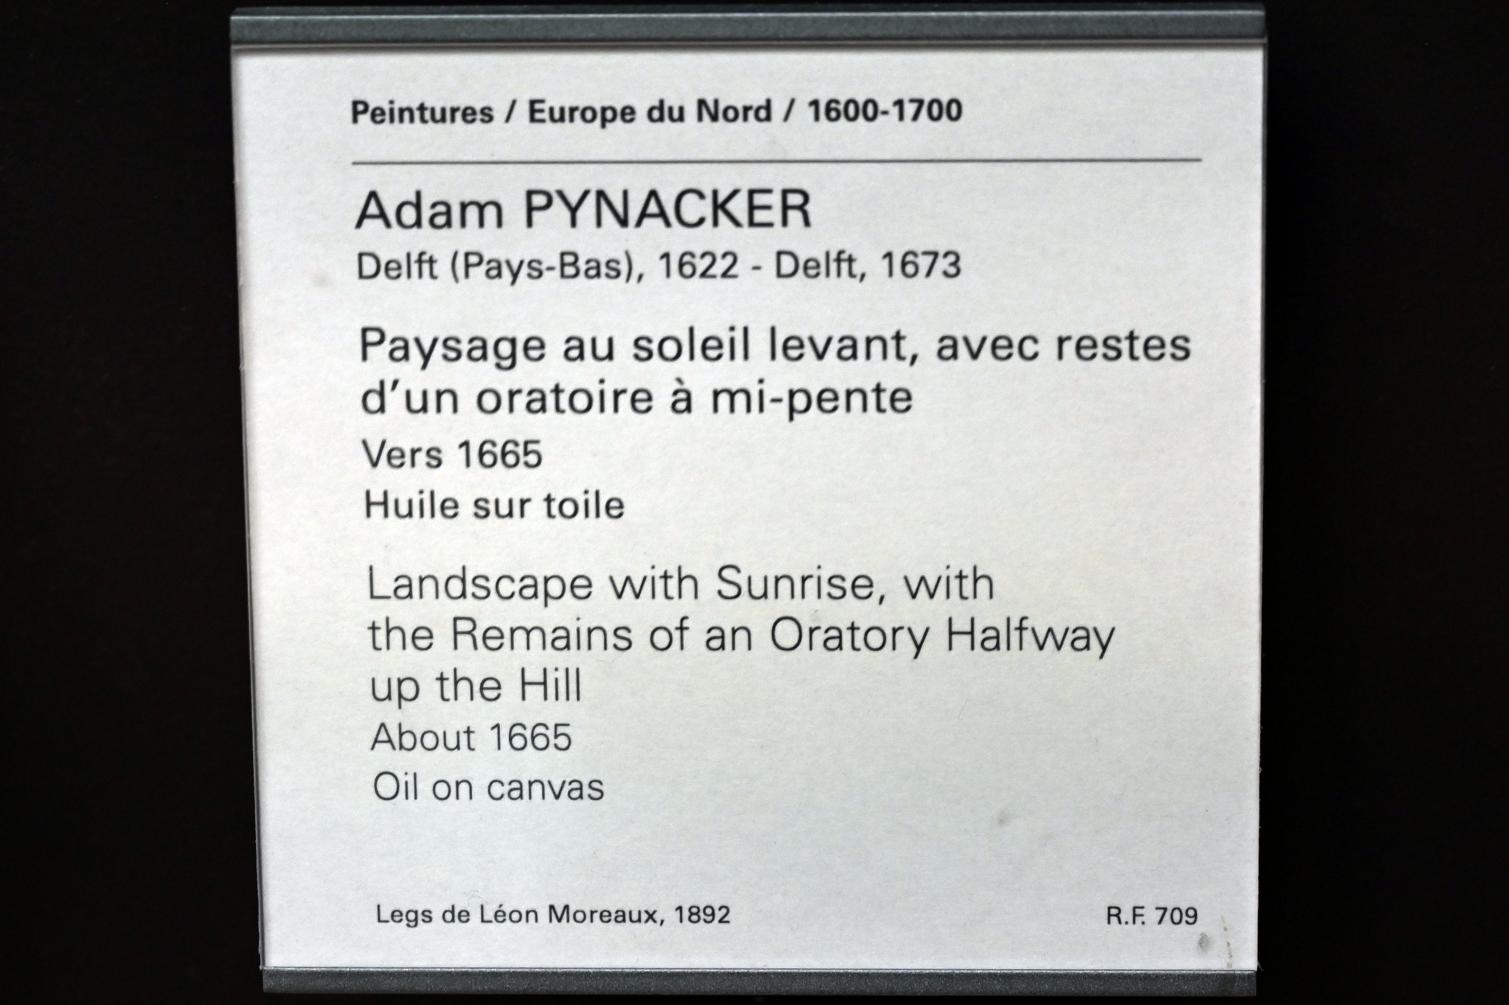 Peintures / Europe du Nord / 1600-1700
Adam PYNACKER
Delft (Pays-Bas), 1622 - Delft, 1673
Paysage au soleil levant, avec restes
d’un oratoire à mi-pente
Vers 1665
Huile sur toile
Landscape with Sunrise, with
the Remains of an Oratory Halfway
up the Hill
About 1665
Oil on canvas
Legs de Léon Moreaux, 1892
R.F. 709